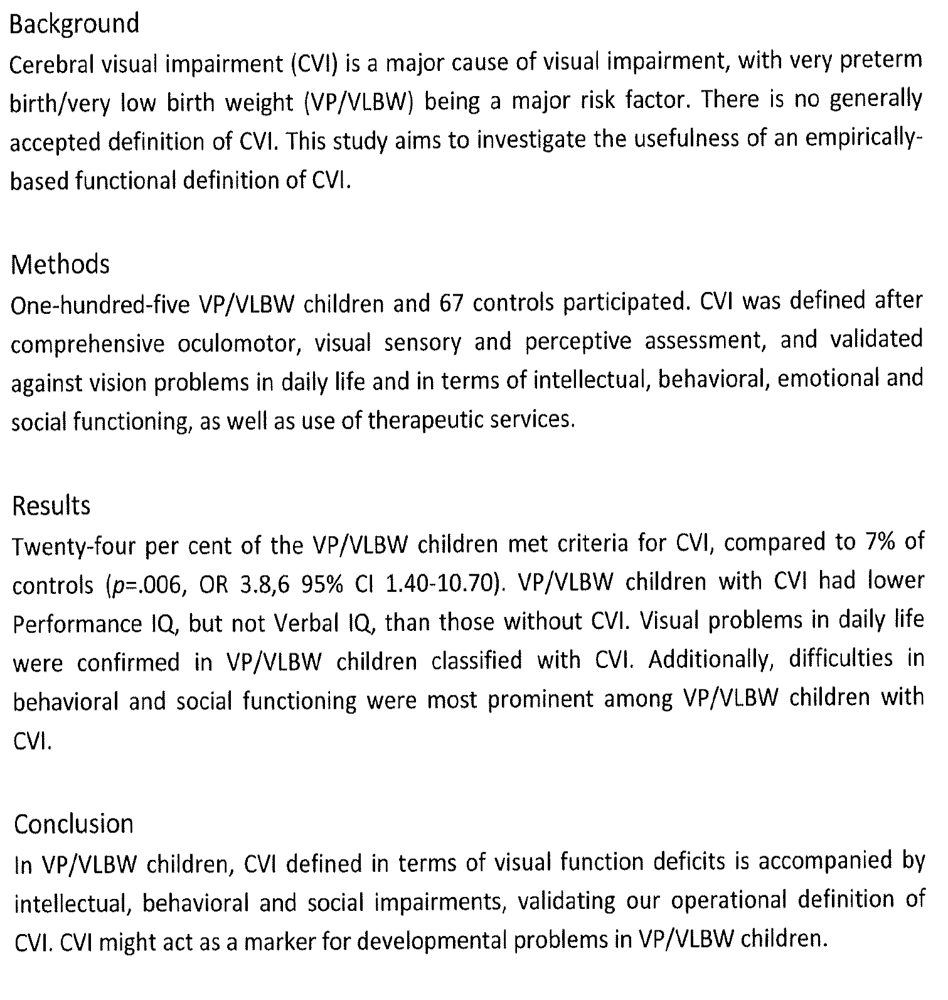 Background
Cerebral visual impairment (CVI) is a major cause of visual impairment, with very preterm
birth/very low birth weight (VP/VLBW) being a major risk factor. There is no generally
accepted definition of CVI. This study aims to investigate the usefulness of an empirically-
based functional definition of CVI.
Methods
One-hundred-five VP/VLBW children and 67 controls participated. CVI was defined after
comprehensive oculomotor, visual sensory and perceptive assessment, and validated
against vision problems in daily life and in terms of intellectual, behavioral, emotional and
social functioning, as well as use of therapeutic services.
Results
Twenty-four per cent of the VP/VLBW children met criteria for CVI, compared to 7% of
controls (p=.006, OR 3.8,6 95% CI 1.40-10.70). VP/VLBW children with CVI had lower
Performance IQ, but not Verbal IQ, than those without CVI. Visual problems in daily life
were confirmed in VP/VLBW children classified with CVI. Additionally, difficulties in
behavioral and social functioning were most prominent among VP/VLBW children with
CVI.
Conclusion
In VP/VLBW children, CVI defined in terms of visual function deficits is accompanied by
intellectual, behavioral and social impairments, validating our operational definition of
CVI. CVI might act as a marker for developmental problems in VP/VLBW children.